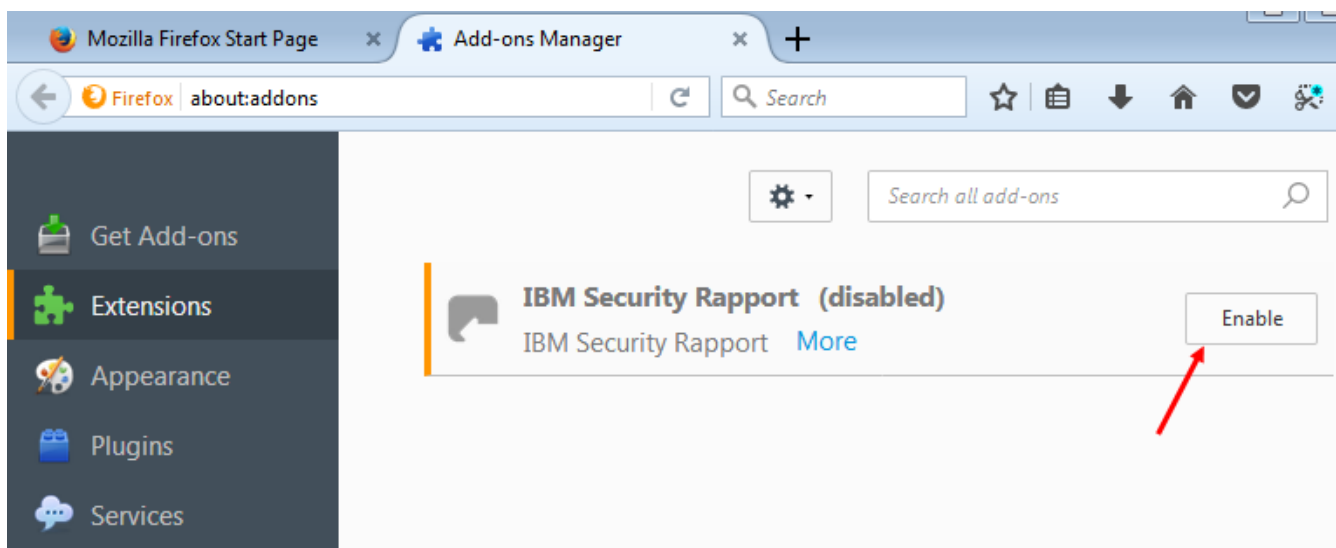 Mozilla Firefox Start Page
Add-ons Manager
Firefox about:addons
Search
Search all add-ons
Get Add-ons
Extensions
Appearance
Plugins
Services
IBM Security Rapport (disabled)
IBM Security Rapport More
Enable